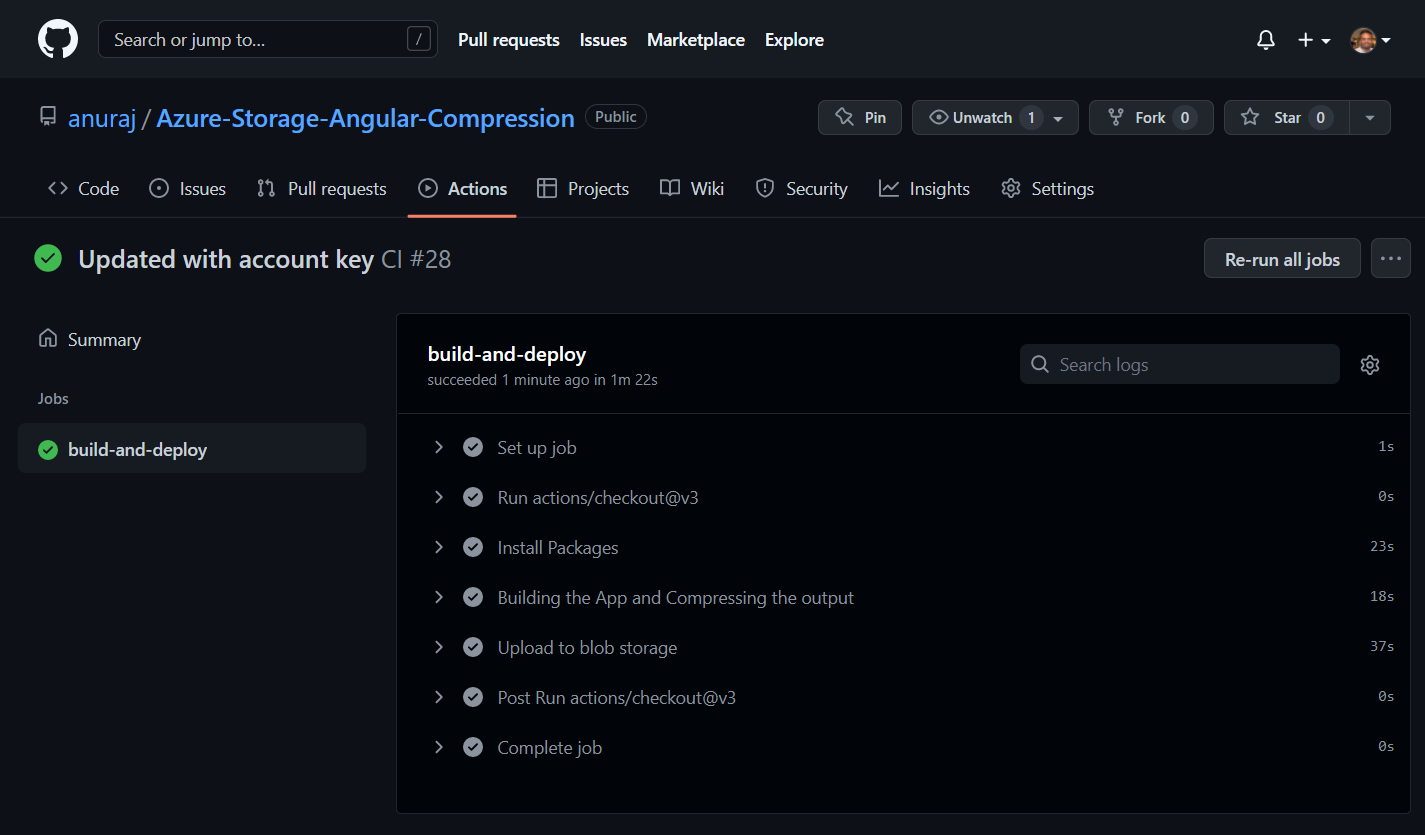 Search or jump to... / Pull requests Issues Marketplace Explore
anuraj / Azure-Storage-Angular-Compression Public Pin Unwatch 1 Fork 0 Star 0
Code Issues Pull requests Actions Projects Wiki Security Insights Settings
Updated with account key CI #28 Re-run all jobs ...
Summary
Jobs
build-and-deploy
build-and-deploy
succeeded 1 minute ago in 1m 22s
Search logs
Set up job 1s
Run actions/checkout@v3 0s
Install Packages 23s
Building the App and Compressing the output 18s
Upload to blob storage 37s
Post Run actions/checkout@v3 0s
Complete job 0s